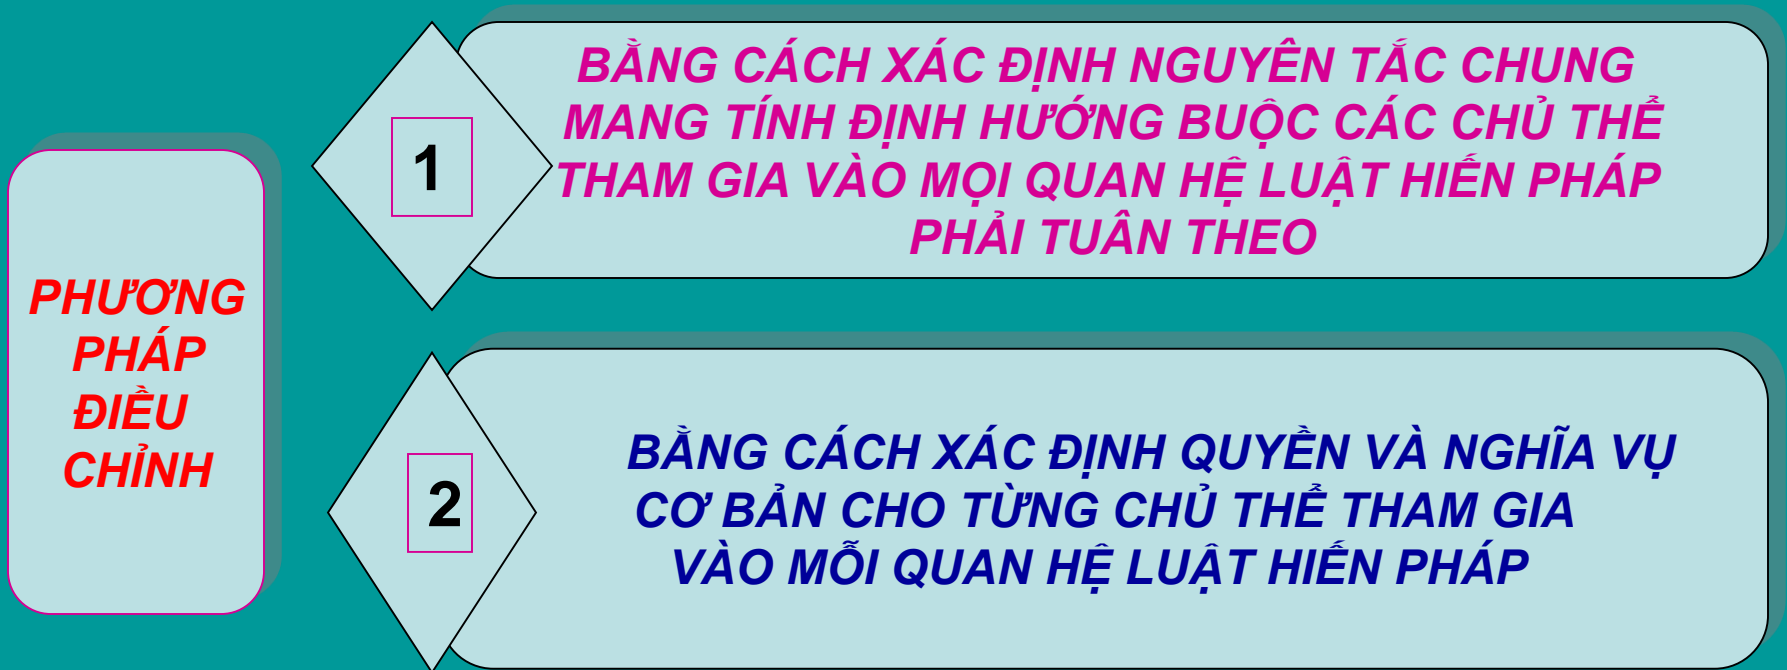 PHƯƠNG
PHÁP
ĐIỀU
CHỈNH
1
BẰNG CÁCH XÁC ĐỊNH NGUYÊN TẮC CHUNG
MANG TÍNH ĐỊNH HƯỚNG BUỘC CÁC CHỦ THỂ
THAM GIA VÀO MỌI QUAN HỆ LUẬT HIẾN PHÁP
PHẢI TUÂN THEO
2
BẰNG CÁCH XÁC ĐỊNH QUYỀN VÀ NGHĨA VỤ
CƠ BẢN CHO TỪNG CHỦ THỂ THAM GIA
VÀO MỖI QUAN HỆ LUẬT HIẾN PHÁP